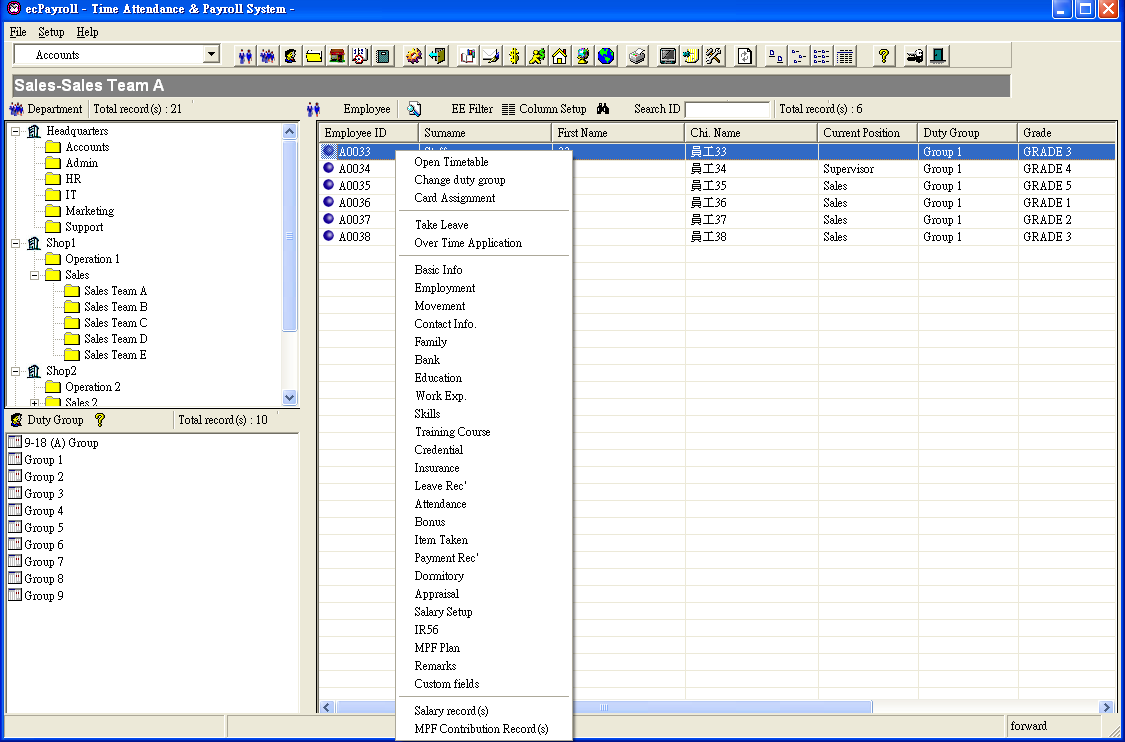 ecPayroll - Time Attendance & Payroll System -
File Setup Help
Accounts
Sales-Sales Team A
Department Total record(s) : 21
Employee EE Filter Column Setup Search ID Total record(s) : 6
Headquarters
Accounts
Admin
HR
IT
Marketing
Support
Shop1
Operation 1
Sales
Sales Team A
Sales Team B
Sales Team C
Sales Team D
Sales Team E
Shop2
Operation 2
Sales 2
Duty Group Total record(s) : 10
9-18 (A) Group
Group 1
Group 2
Group 3
Group 4
Group 5
Group 6
Group 7
Group 8
Group 9
Employee ID Surname First Name Chi. Name Current Position Duty Group Grade
A0033 員工33 Group 1 GRADE 3
A0034 員工34 Supervisor Group 1 GRADE 4
A0035 員工35 Sales Group 1 GRADE 5
A0036 員工36 Sales Group 1 GRADE 1
A0037 員工37 Sales Group 1 GRADE 2
A0038 員工38 Sales Group 1 GRADE 3
Open Timetable
Change duty group
Card Assignment
Take Leave
Over Time Application
Basic Info
Employment
Movement
Contact Info.
Family
Bank
Education
Work Exp.
Skills
Training Course
Credential
Insurance
Leave Rec'
Attendance
Bonus
Item Taken
Payment Rec'
Dormitory
Appraisal
Salary Setup
IR56
MPF Plan
Remarks
Custom fields
Salary record(s)
MPF Contribution Record(s)
forward